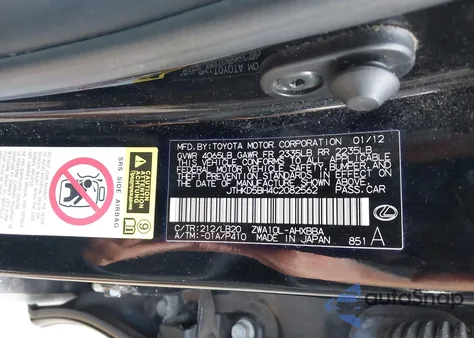 MFD. BY:TOYOTA MOTOR CORPORATION 01/12
GVWR 4065LB GAWR FR 2335LB RR 2235LB
THIS VEHICLE CONFORMS TO ALL APPLICABLE
FEDERAL MOTOR VEHICLE SAFETY, BUMPER, AND
THEFT PREVENTION STANDARDS IN EFFECT ON
THE DATE OF MANUFACTURE SHOWN ABOVE.
JTHKD5BH4C2082562 PASS.CAR
C/TR:212/LB20 ZWA10L-AHXBBA
A/TM:-01A/P410 MADE IN JAPAN 851 A
SRS SIDE AIRBAG
autoSnap